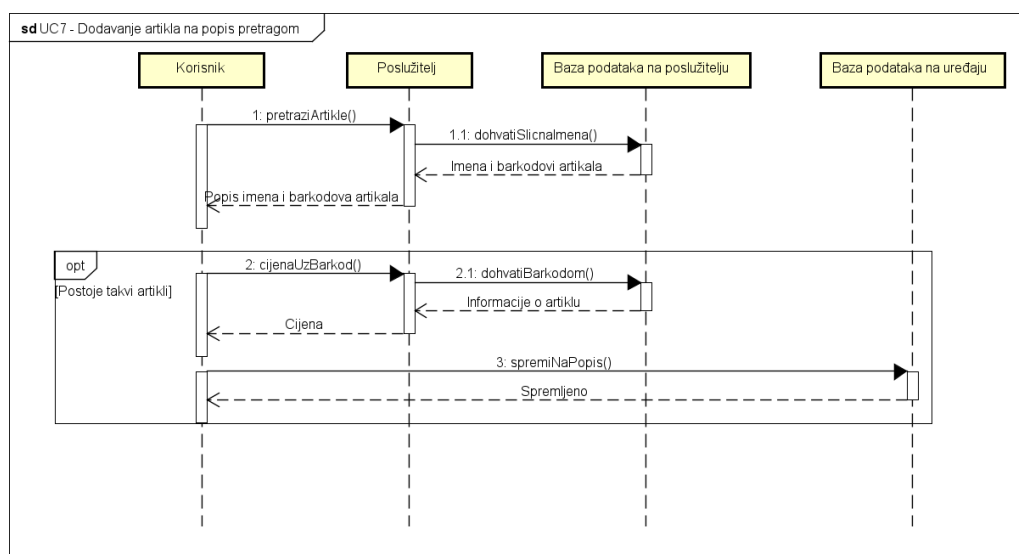 sd UC7 - Dodavanje artikla na popis pretragom
Korisnik
Poslužitelj
Baza podataka na poslužitelju
Baza podataka na uređaju
1: pretraziArtikle()
1.1: dohvatiSlicnaImena()
Imena i barkodovi artikala
Popis imena i barkodova artikala
opt
2: cijenaUzBarkod()
2.1: dohvatiBarkodom()
[Postoje takvi artikli]
Informacije o artiklu
Cijena
3: spremiNaPopis()
Spremljeno